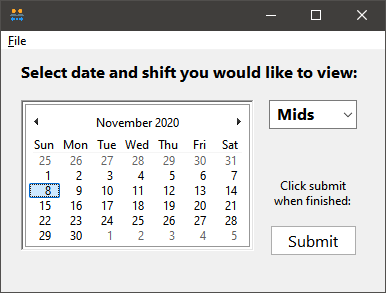 File
Select date and shift you would like to view:
November 2020
Sun Mon Tue Wed Thu Fri Sat
25 26 27 28 29 30 31
1 2 3 4 5 6 7
8 9 10 11 12 13 14
15 16 17 18 19 20 21
22 23 24 25 26 27 28
29 30 1 2 3 4 5
Mids
Click submit
when finished:
Submit